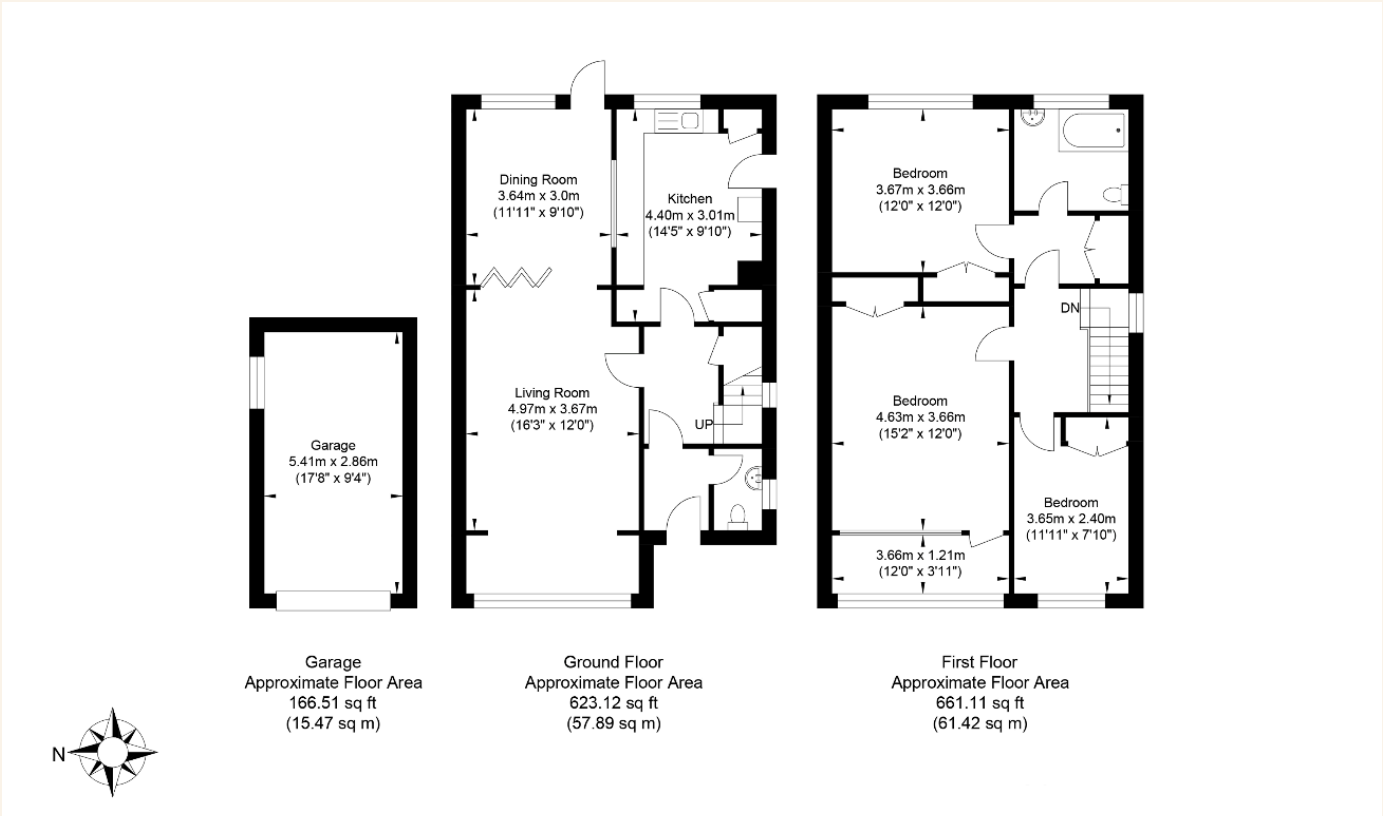 Dining Room
3.64m x 3.0m
(11'11" x 9'10")
Kitchen
4.40m x 3.01m
(14'5" x 9'10")
Living Room
4.97m x 3.67m
(16'3" x 12'0")
UP
Garage
5.41m x 2.86m
(17'8" x 9'4")
Bedroom
3.67m x 3.66m
(12'0" x 12'0")
DN
Bedroom
4.63m x 3.66m
(15'2" x 12'0")
Bedroom
3.65m x 2.40m
(11'11" x 7'10")
3.66m x 1.21m
(12'0" x 3'11")
Garage
Approximate Floor Area
166.51 sq ft
(15.47 sq m)
Ground Floor
Approximate Floor Area
623.12 sq ft
(57.89 sq m)
First Floor
Approximate Floor Area
661.11 sq ft
(61.42 sq m)
N